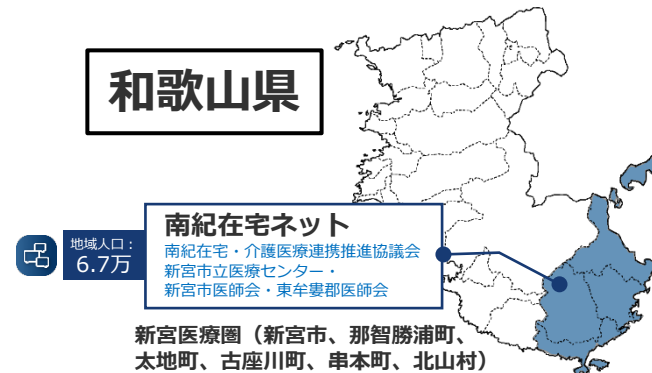 和歌山県
地域人口：
6.7万
南紀在宅ネット
南紀在宅・介護医療連携推進協議会
新宮市立医療センター・
新宮市医師会・東牟婁郡医師会
新宮医療圏（新宮市、那智勝浦町、
太地町、古座川町、串本町、北山村）